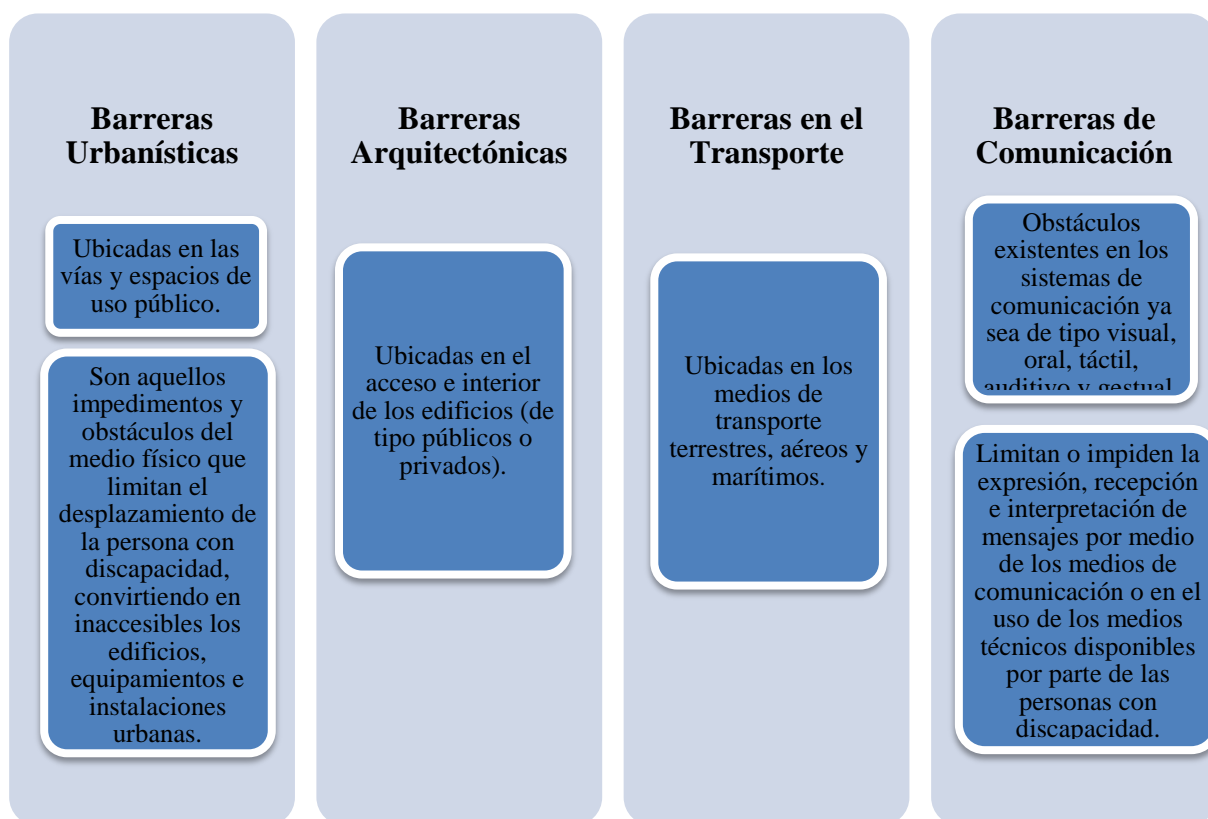 Barreras
Urbanísticas
Ubicadas en las
vías y espacios de
uso público.
Son aquellos
impedimentos y
obstáculos del
medio físico que
limitan el
desplazamiento de
la persona con
discapacidad,
convirtiendo en
inaccesibles los
edificios,
equipamientos e
instalaciones
urbanas.
Barreras
Arquitectónicas
Ubicadas en el
acceso e interior
de los edificios (de
tipo públicos o
privados).
Barreras en el
Transporte
Ubicadas en los
medios de
transporte
terrestres, aéreos y
marítimos.
Barreras de
Comunicación
Obstáculos
existentes en los
sistemas de
comunicación ya
sea de tipo visual,
oral, táctil,
auditivo y gestual.
Limitan o impiden la
expresión, recepción
e interpretación de
mensajes por medio
de los medios de
comunicación o en el
uso de los medios
técnicos disponibles
por parte de las
personas con
discapacidad.